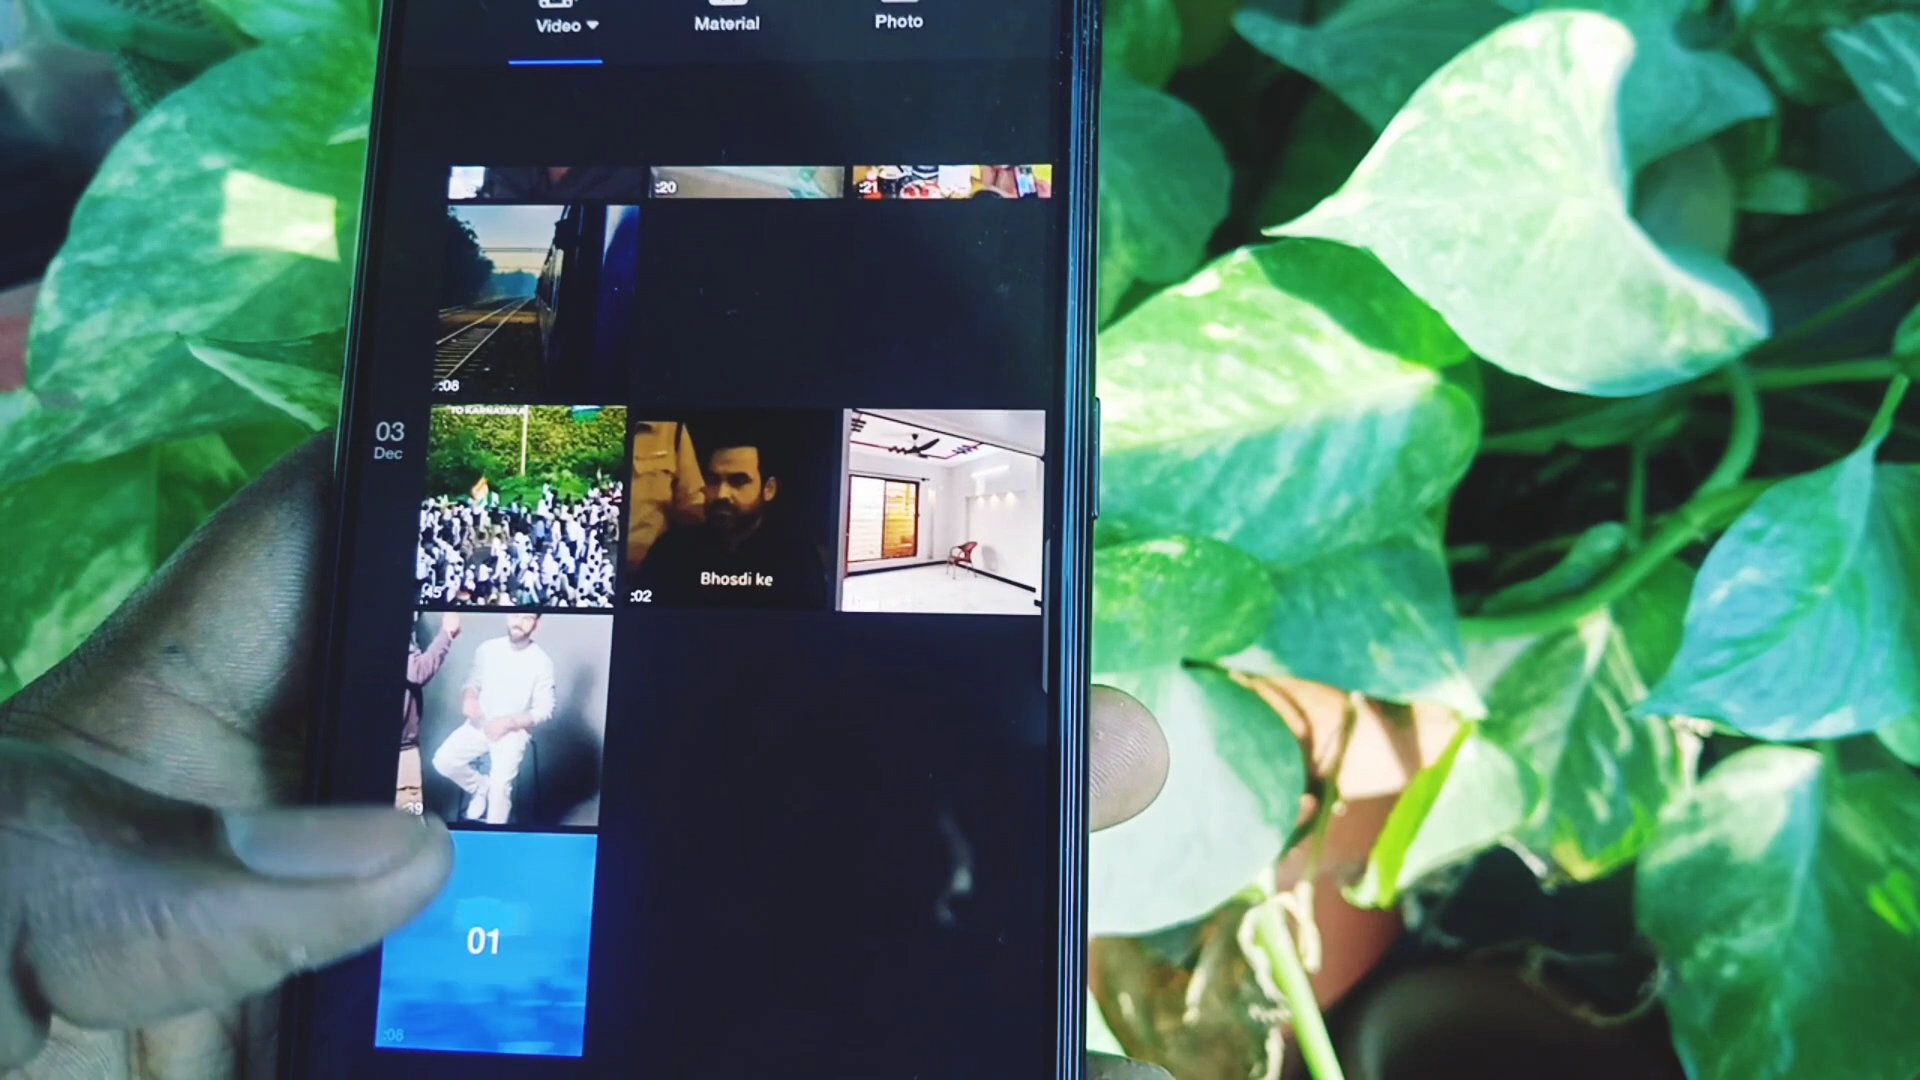 Video
Material
Photo
:20
:21
:08
03
Dec
TO KARNATAKA
:45
:02
Bhosdi ke
:39
01
:08